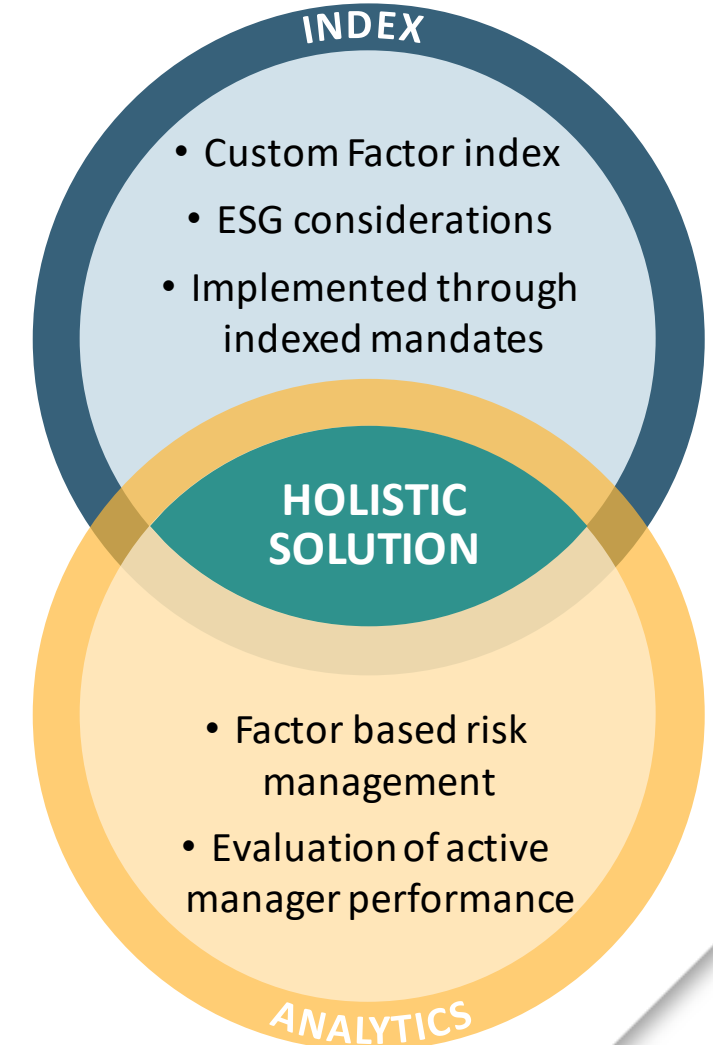 INDEX
• Custom Factor index
• ESG considerations
• Implemented through
indexed mandates
HOLISTIC
SOLUTION
• Factor based risk
management
• Evaluation of active
manager performance
ANALYTICS